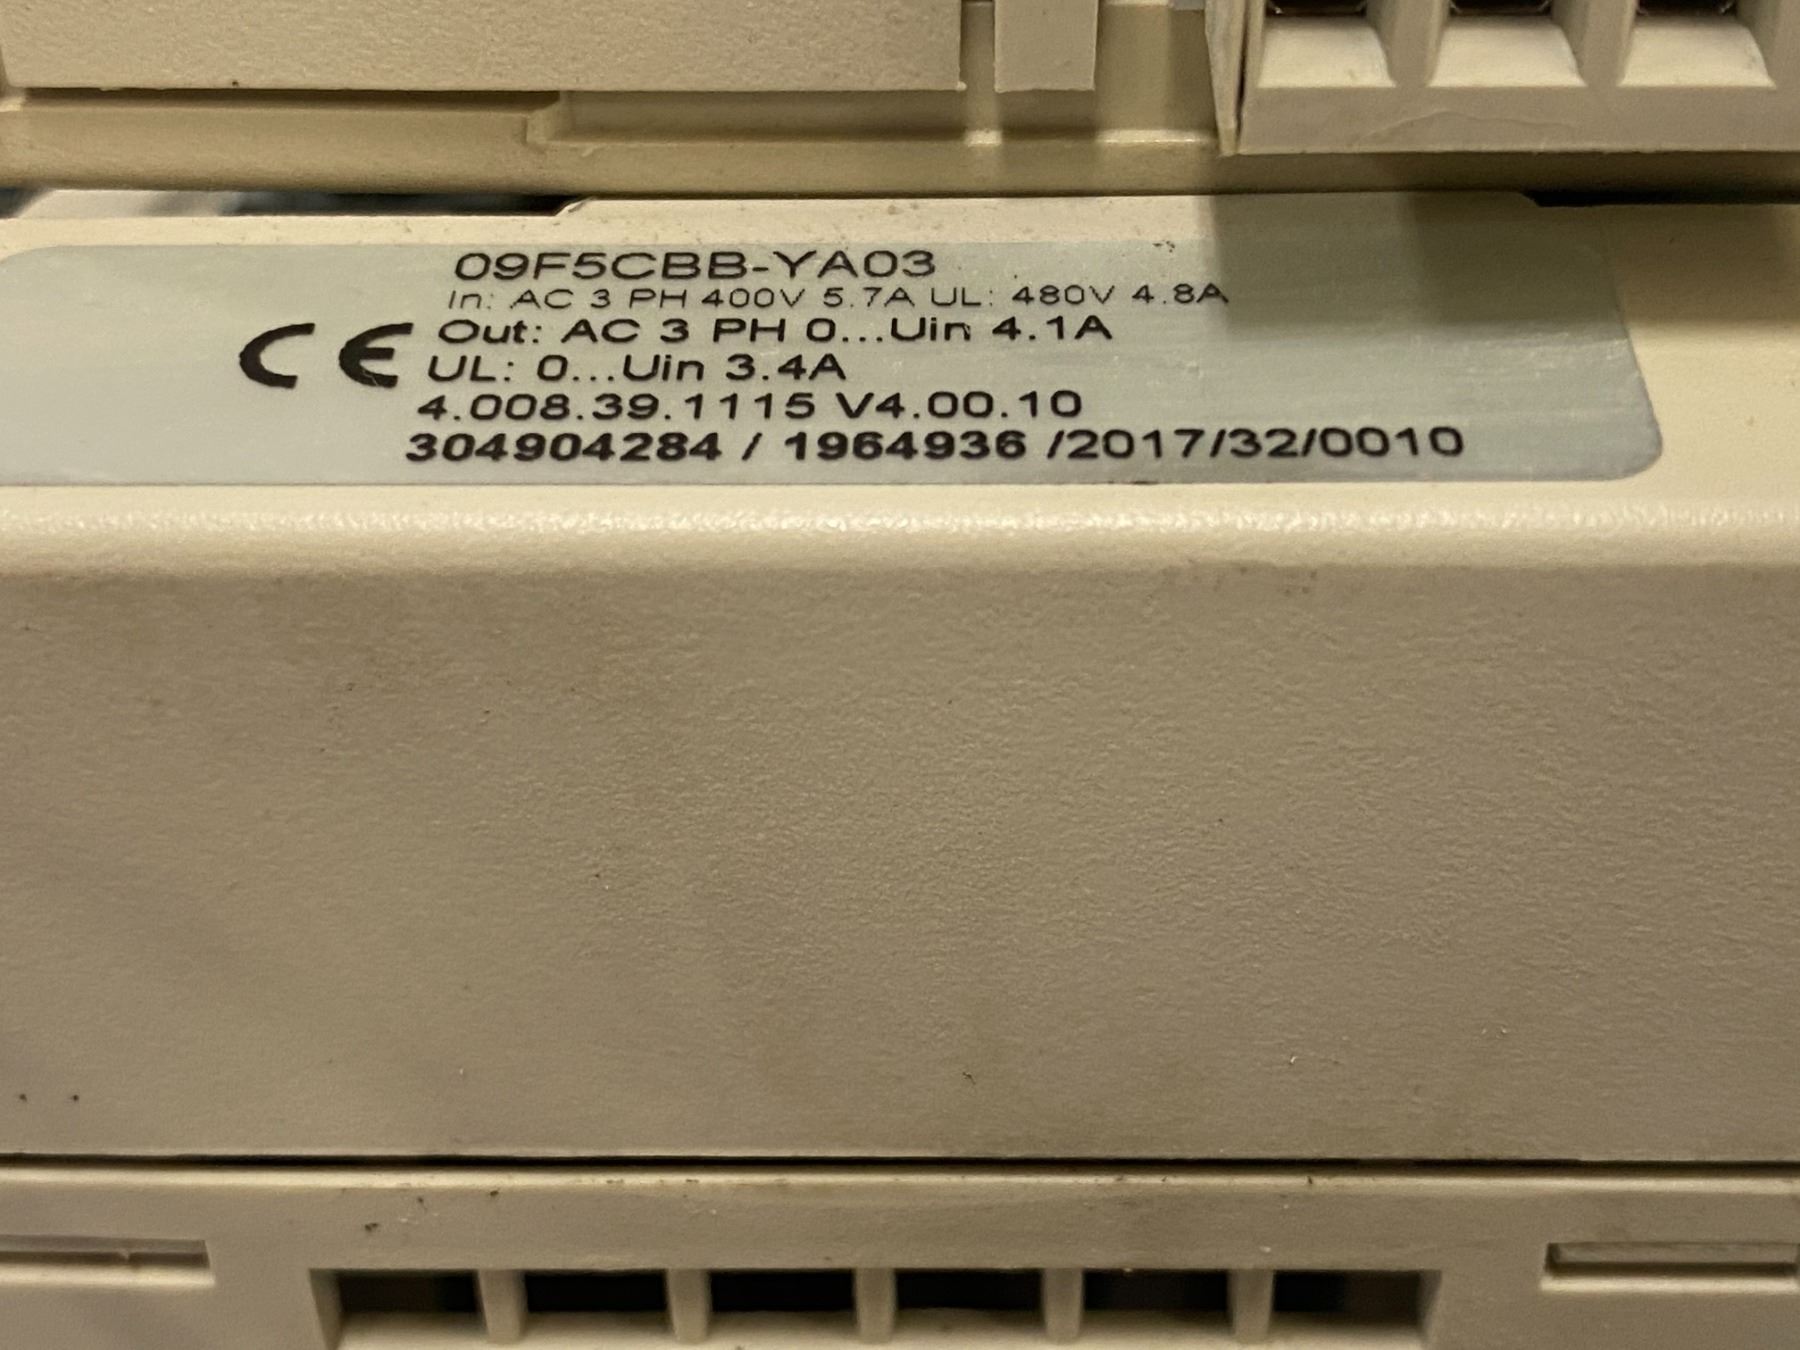 09F5CBB-YA03
In: AC 3 PH 400V 5.7A UL: 480V 4.8A
CE Out: AC 3 PH 0...Uin 4.1A
UL: 0...Uin 3.4A
4.008.39.1115 V4.00.10
304904284 / 1964936 /2017/32/0010